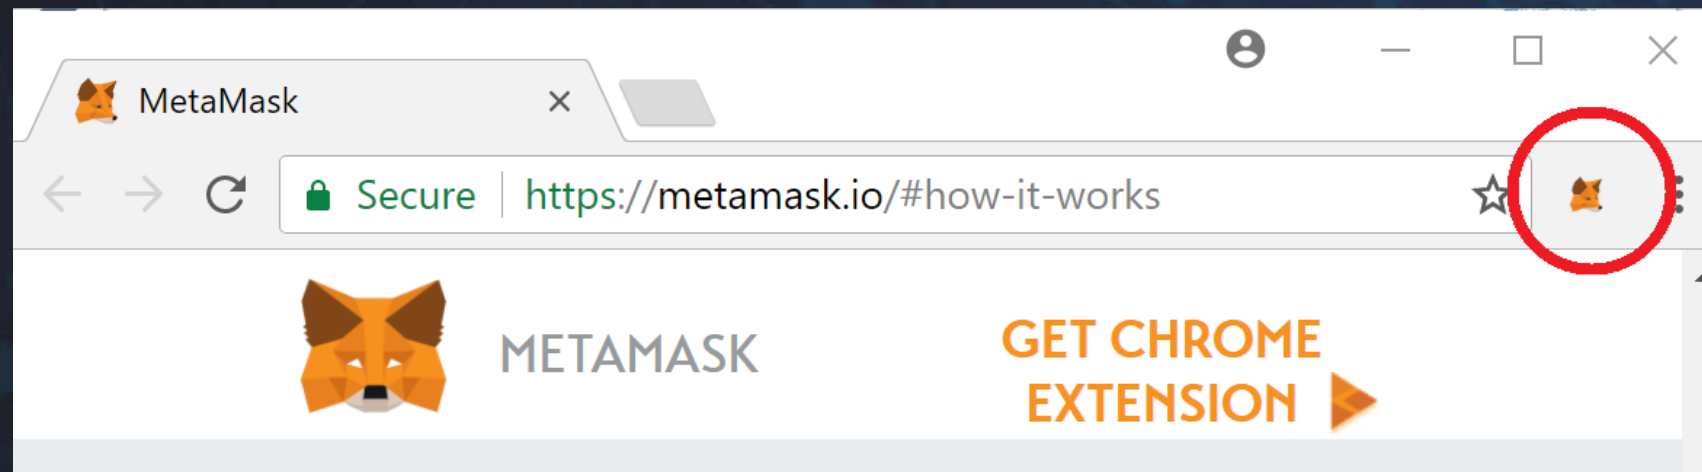 MetaMask
Secure https://metamask.io/#how-it-works
METAMASK
GET CHROME
EXTENSION